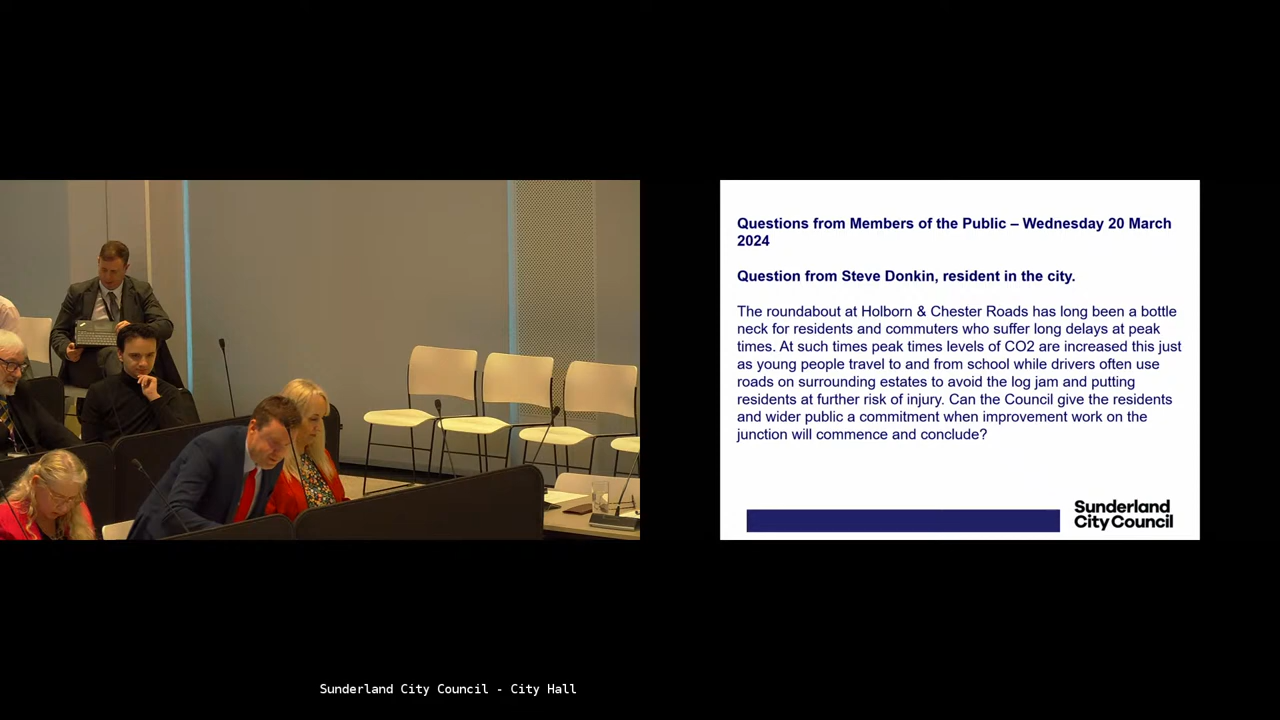 Questions from Members of the Public – Wednesday 20 March
2024
Question from Steve Donkin, resident in the city.
The roundabout at Holborn & Chester Roads has long been a bottle
neck for residents and commuters who suffer long delays at peak
times. At such times peak times levels of CO2 are increased this just
as young people travel to and from school while drivers often use
roads on surrounding estates to avoid the log jam and putting
residents at further risk of injury. Can the Council give the residents
and wider public a commitment when improvement work on the
junction will commence and conclude?
Sunderland
City Council
Sunderland City Council - City Hall